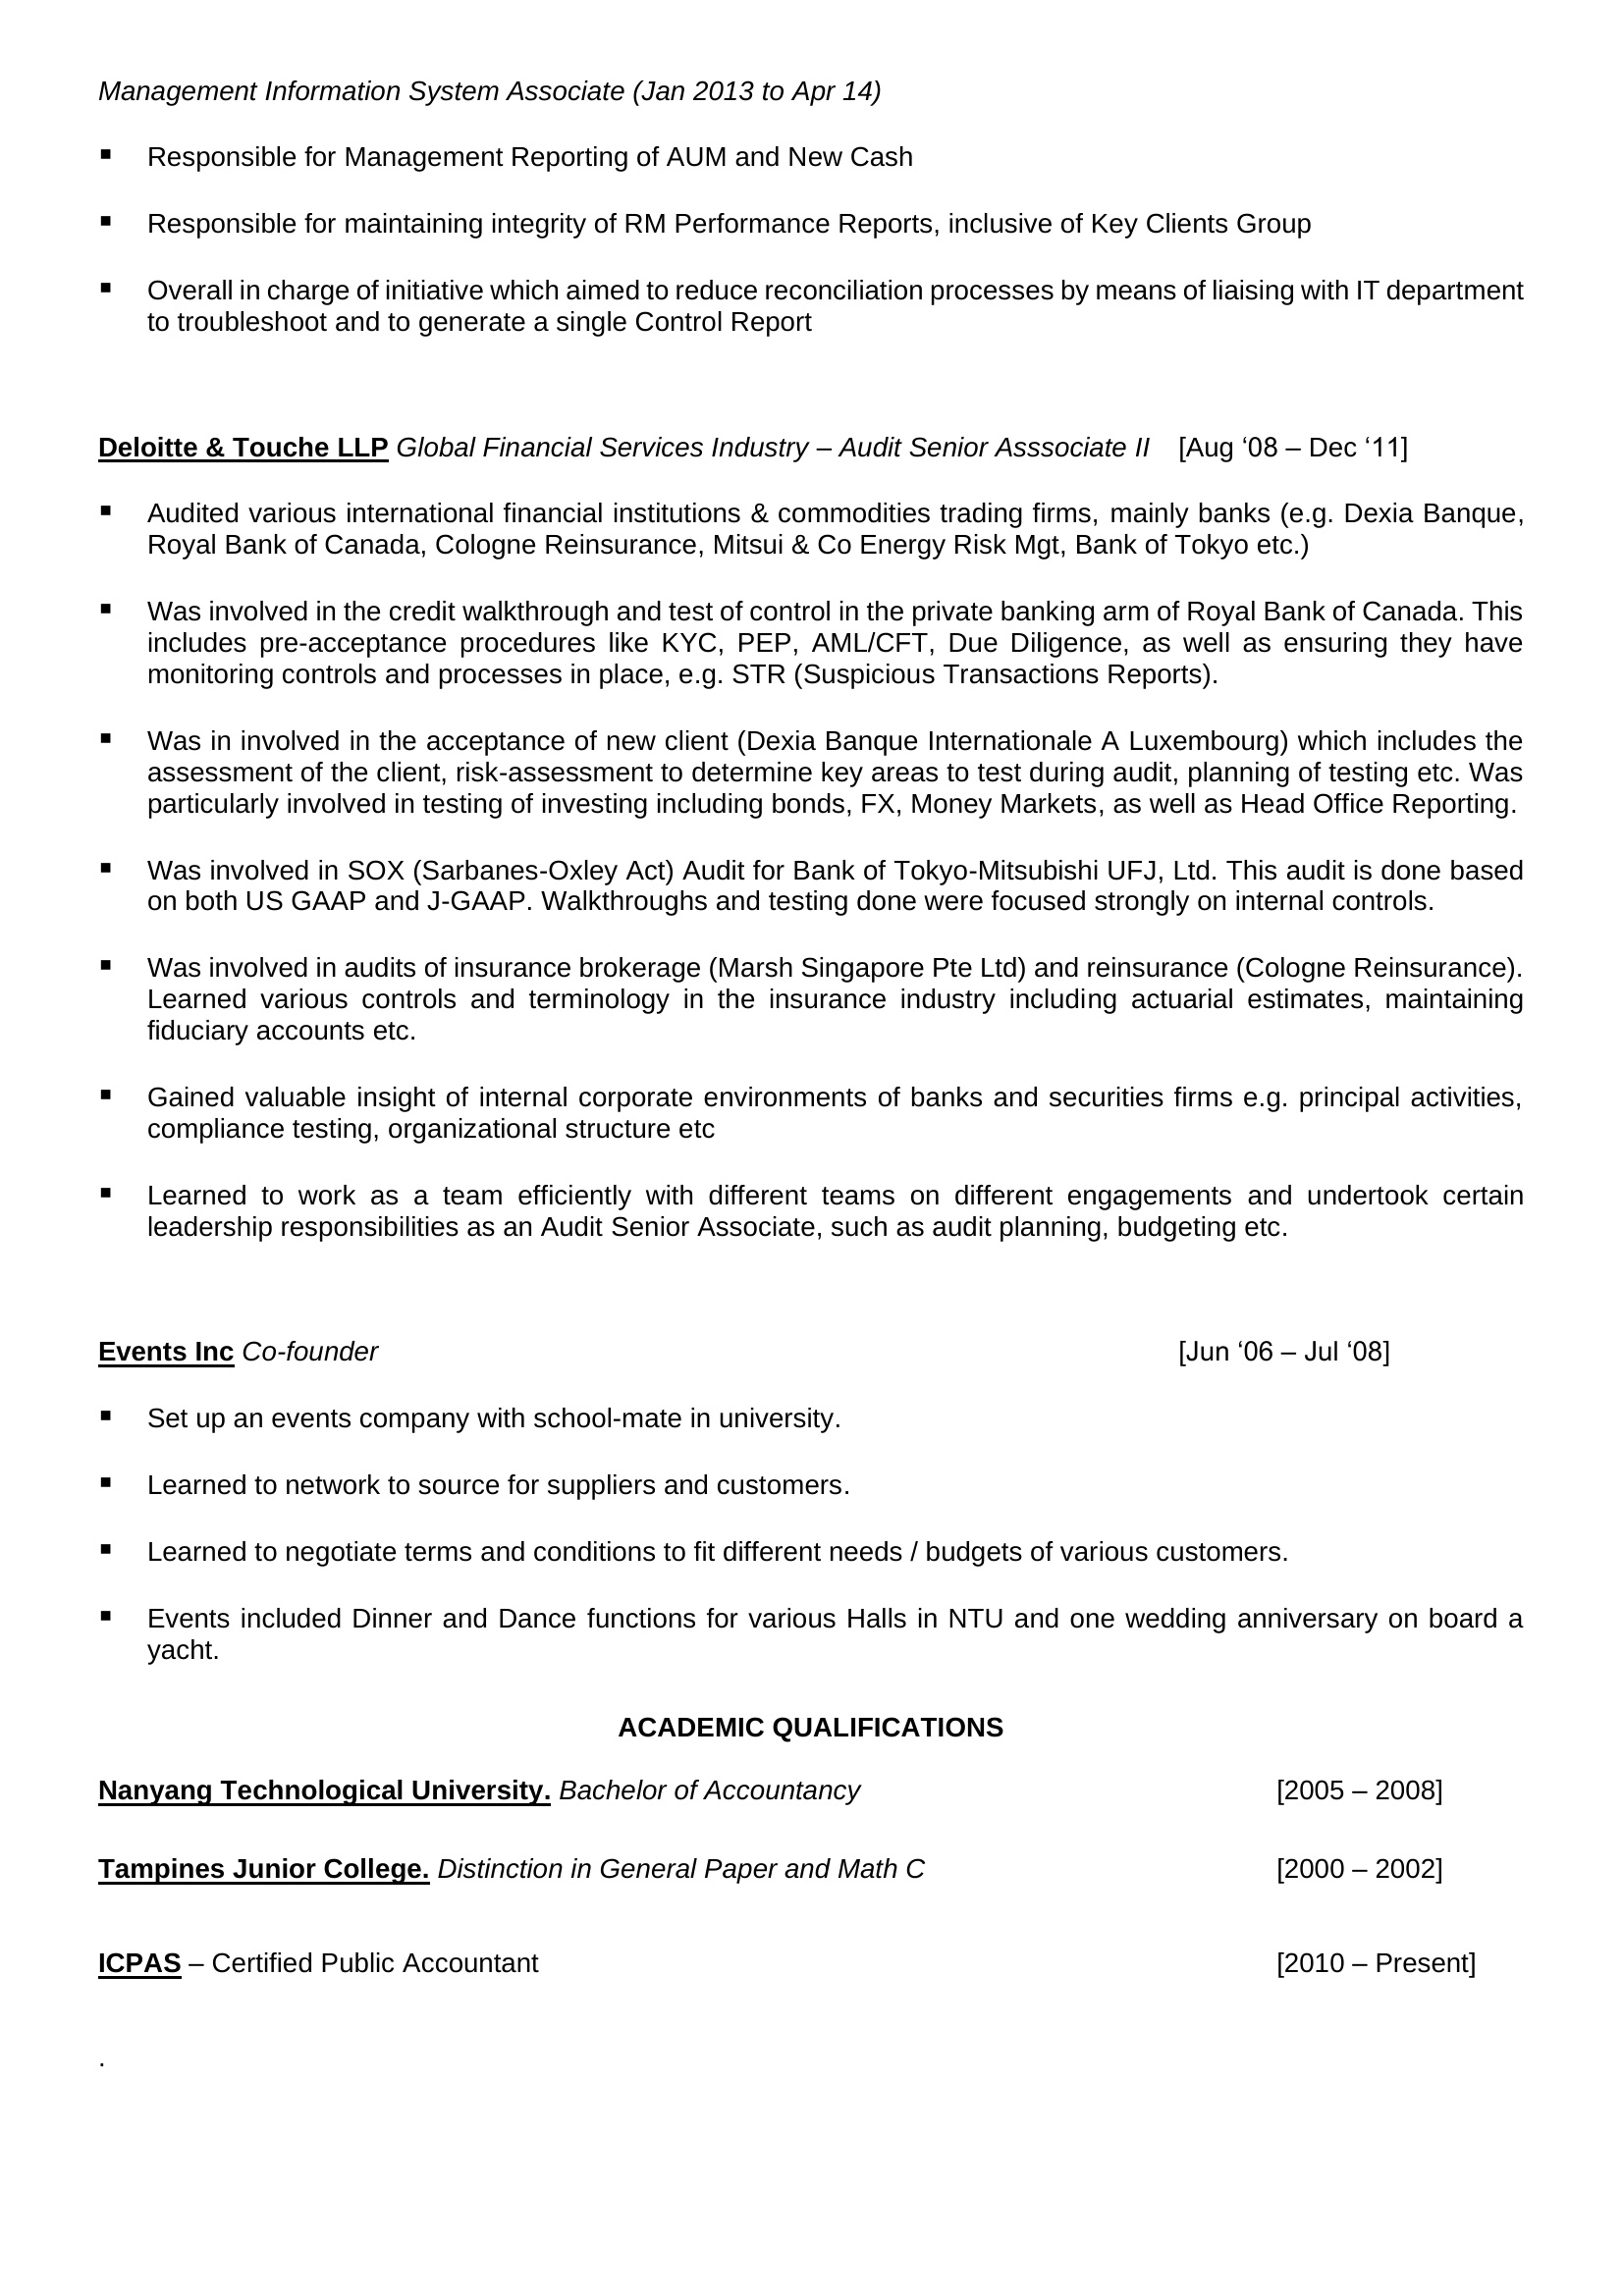 Management Information System Associate (Jan 2013 to Apr 14)
▪ Responsible for Management Reporting of AUM and New Cash
▪ Responsible for maintaining integrity of RM Performance Reports, inclusive of Key Clients Group
▪ Overall in charge of initiative which aimed to reduce reconciliation processes by means of liaising with IT department
to troubleshoot and to generate a single Control Report
Deloitte & Touche LLP Global Financial Services Industry – Audit Senior Asssociate II [Aug ‘08 – Dec ‘11]
▪ Audited various international financial institutions & commodities trading firms, mainly banks (e.g. Dexia Banque,
Royal Bank of Canada, Cologne Reinsurance, Mitsui & Co Energy Risk Mgt, Bank of Tokyo etc.)
▪ Was involved in the credit walkthrough and test of control in the private banking arm of Royal Bank of Canada. This
includes pre-acceptance procedures like KYC, PEP, AML/CFT, Due Diligence, as well as ensuring they have
monitoring controls and processes in place, e.g. STR (Suspicious Transactions Reports).
▪ Was in involved in the acceptance of new client (Dexia Banque Internationale A Luxembourg) which includes the
assessment of the client, risk-assessment to determine key areas to test during audit, planning of testing etc. Was
particularly involved in testing of investing including bonds, FX, Money Markets, as well as Head Office Reporting.
▪ Was involved in SOX (Sarbanes-Oxley Act) Audit for Bank of Tokyo-Mitsubishi UFJ, Ltd. This audit is done based
on both US GAAP and J-GAAP. Walkthroughs and testing done were focused strongly on internal controls.
▪ Was involved in audits of insurance brokerage (Marsh Singapore Pte Ltd) and reinsurance (Cologne Reinsurance).
Learned various controls and terminology in the insurance industry including actuarial estimates, maintaining
fiduciary accounts etc.
▪ Gained valuable insight of internal corporate environments of banks and securities firms e.g. principal activities,
compliance testing, organizational structure etc
▪ Learned to work as a team efficiently with different teams on different engagements and undertook certain
leadership responsibilities as an Audit Senior Associate, such as audit planning, budgeting etc.
Events Inc Co-founder [Jun ‘06 – Jul ‘08]
▪ Set up an events company with school-mate in university.
▪ Learned to network to source for suppliers and customers.
▪ Learned to negotiate terms and conditions to fit different needs / budgets of various customers.
▪ Events included Dinner and Dance functions for various Halls in NTU and one wedding anniversary on board a
yacht.
ACADEMIC QUALIFICATIONS
Nanyang Technological University. Bachelor of Accountancy [2005 – 2008]
Tampines Junior College. Distinction in General Paper and Math C [2000 – 2002]
ICPAS – Certified Public Accountant [2010 – Present]
.